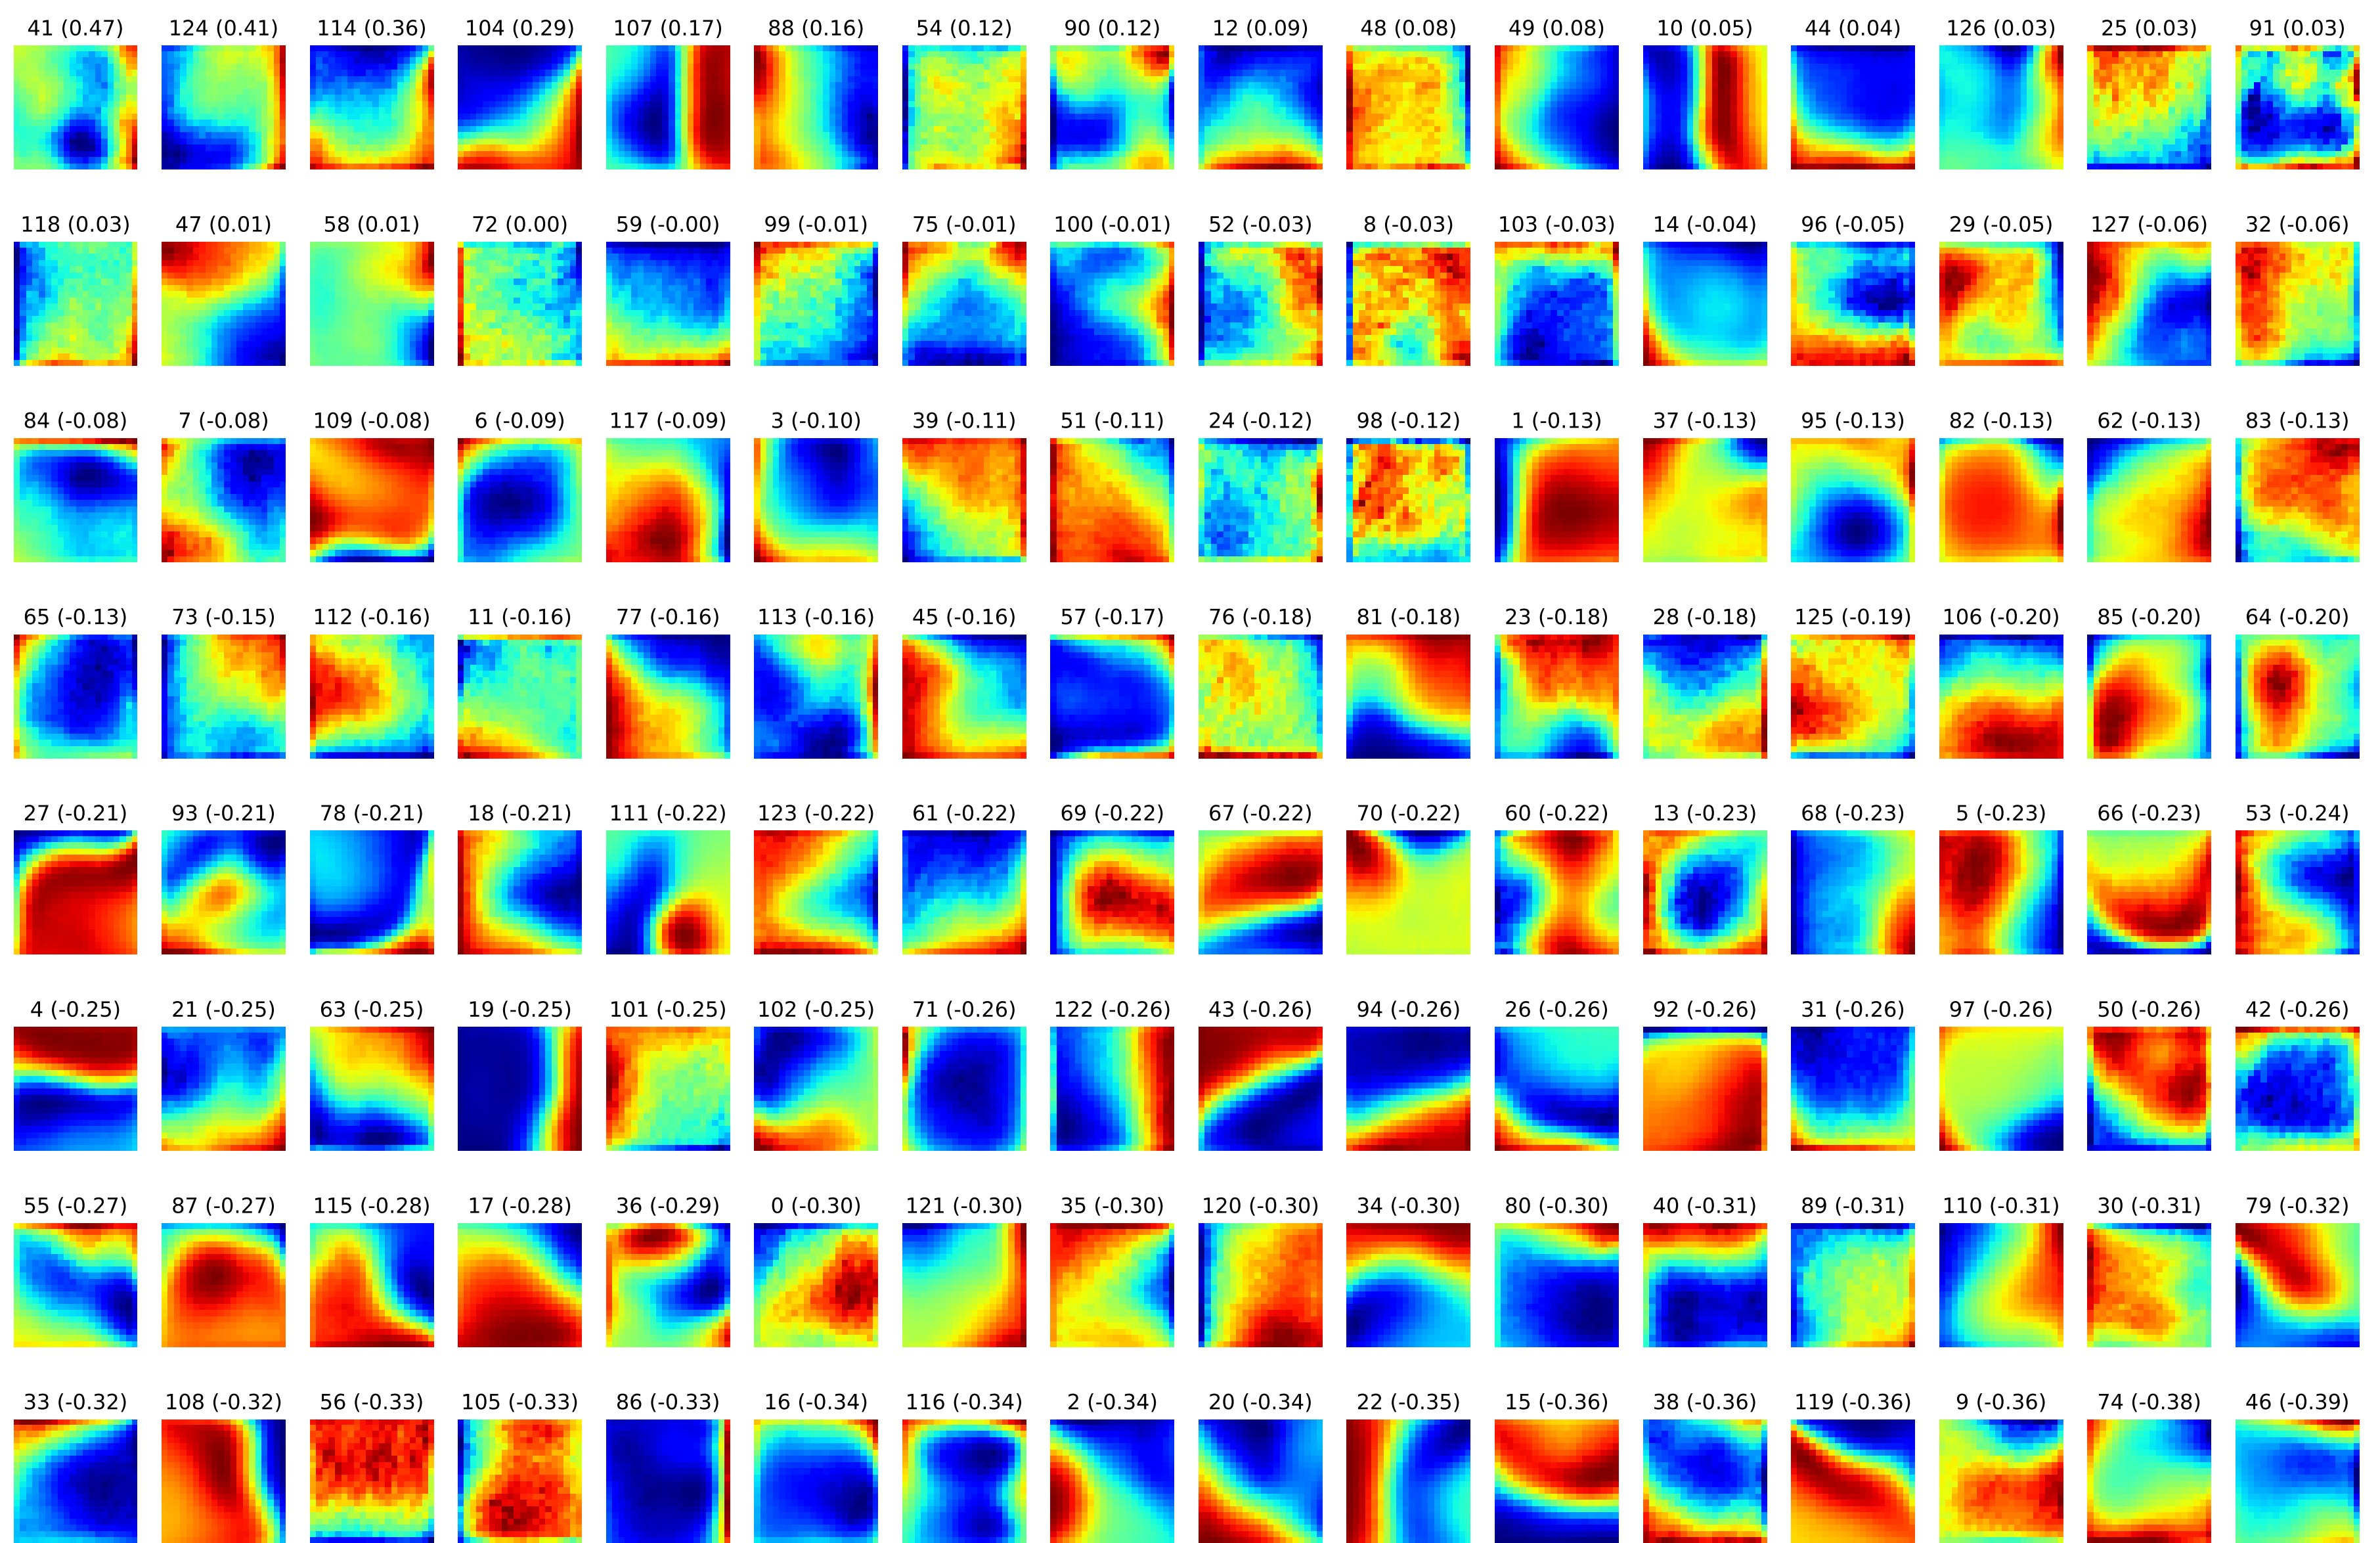 41 (0.47) 124 (0.41) 114 (0.36) 104 (0.29) 107 (0.17) 88 (0.16) 54 (0.12) 90 (0.12) 12 (0.09) 48 (0.08) 49 (0.08) 10 (0.05) 44 (0.04) 126 (0.03) 25 (0.03) 91 (0.03)
118 (0.03) 47 (0.01) 58 (0.01) 72 (0.00) 59 (-0.00) 99 (-0.01) 75 (-0.01) 100 (-0.01) 52 (-0.03) 8 (-0.03) 103 (-0.03) 14 (-0.04) 96 (-0.05) 29 (-0.05) 127 (-0.06) 32 (-0.06)
84 (-0.08) 7 (-0.08) 109 (-0.08) 6 (-0.09) 117 (-0.09) 3 (-0.10) 39 (-0.11) 51 (-0.11) 24 (-0.12) 98 (-0.12) 1 (-0.13) 37 (-0.13) 95 (-0.13) 82 (-0.13) 62 (-0.13) 83 (-0.13)
65 (-0.13) 73 (-0.15) 112 (-0.16) 11 (-0.16) 77 (-0.16) 113 (-0.16) 45 (-0.16) 57 (-0.17) 76 (-0.18) 81 (-0.18) 23 (-0.18) 28 (-0.18) 125 (-0.19) 106 (-0.20) 85 (-0.20) 64 (-0.20)
27 (-0.21) 93 (-0.21) 78 (-0.21) 18 (-0.21) 111 (-0.22) 123 (-0.22) 61 (-0.22) 69 (-0.22) 67 (-0.22) 70 (-0.22) 60 (-0.22) 13 (-0.23) 68 (-0.23) 5 (-0.23) 66 (-0.23) 53 (-0.24)
4 (-0.25) 21 (-0.25) 63 (-0.25) 19 (-0.25) 101 (-0.25) 102 (-0.25) 71 (-0.26) 122 (-0.26) 43 (-0.26) 94 (-0.26) 26 (-0.26) 92 (-0.26) 31 (-0.26) 97 (-0.26) 50 (-0.26) 42 (-0.26)
55 (-0.27) 87 (-0.27) 115 (-0.28) 17 (-0.28) 36 (-0.29) 0 (-0.30) 121 (-0.30) 35 (-0.30) 120 (-0.30) 34 (-0.30) 80 (-0.30) 40 (-0.31) 89 (-0.31) 110 (-0.31) 30 (-0.31) 79 (-0.32)
33 (-0.32) 108 (-0.32) 56 (-0.33) 105 (-0.33) 86 (-0.33) 16 (-0.34) 116 (-0.34) 2 (-0.34) 20 (-0.34) 22 (-0.35) 15 (-0.36) 38 (-0.36) 119 (-0.36) 9 (-0.36) 74 (-0.38) 46 (-0.39)